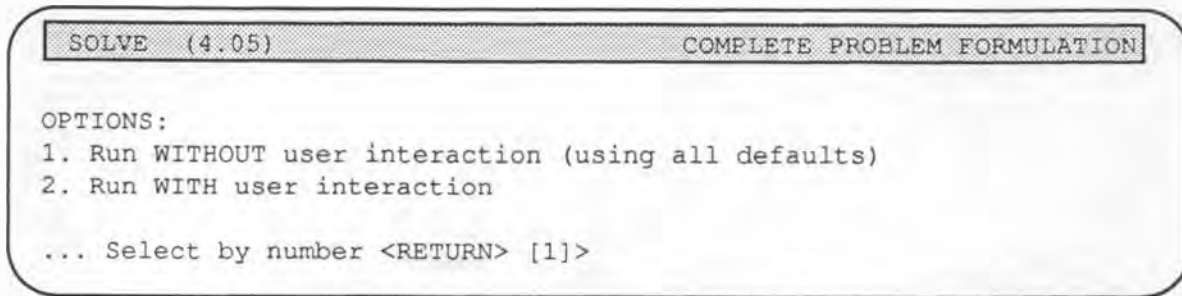 SOLVE (4.05) COMPLETE PROBLEM FORMULATION
OPTIONS:
1. Run WITHOUT user interaction (using all defaults)
2. Run WITH user interaction
... Select by number <RETURN> [1]>